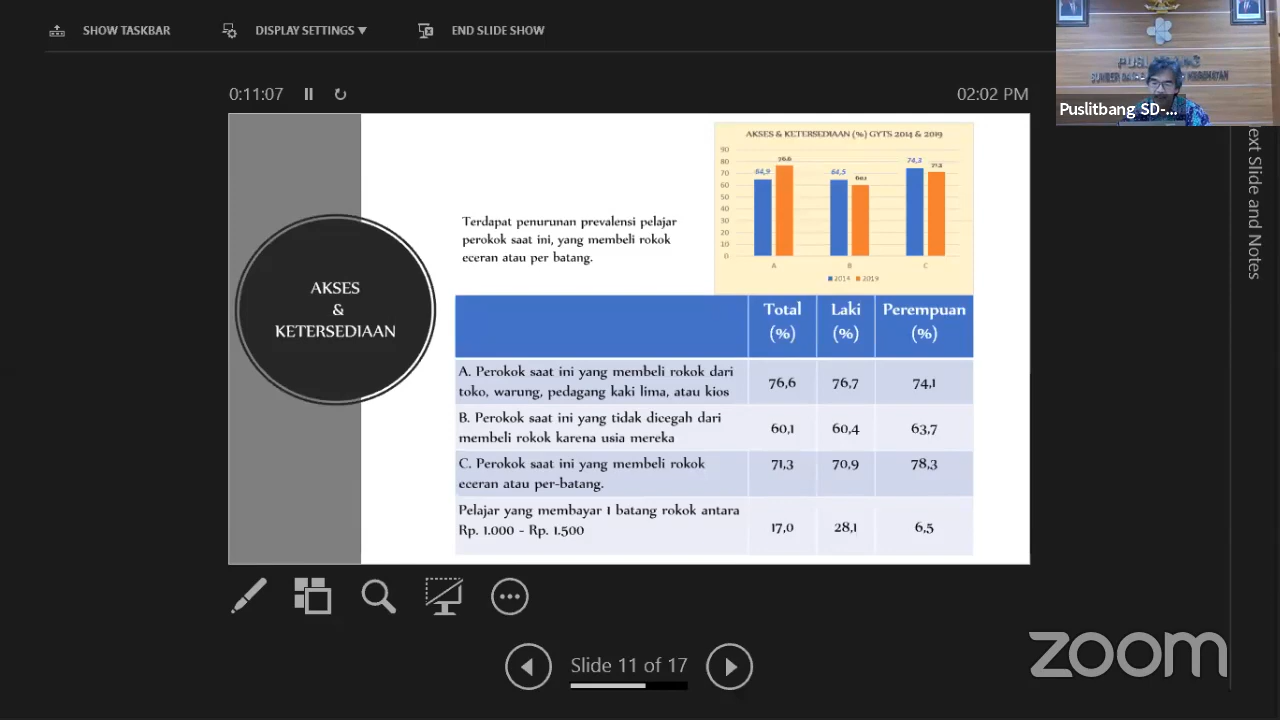 SHOW TASKBAR
DISPLAY SETTINGS ▼
END SLIDE SHOW
0:11:07
02:02 PM
Puslitbang SD-...
ext Slide and Notes
AKSES
&
KETERSEDIAAN
Terdapat penurunan prevalensi pelajar
perokok saat ini, yang membeli rokok
eceran atau per batang.
AKSES & KETERSEDIAAN (%) GYTS 2014 & 2019
90
80
70
60
50
40
30
20
10
0
64,9
76,6
64,5
60,1
74,3
71,3
A
B
C
2014
2019
Total
(%)
Laki
(%)
Perempuan
(%)
A. Perokok saat ini yang membeli rokok dari
toko, warung, pedagang kaki lima, atau kios
76,6
76,7
74,1
B. Perokok saat ini yang tidak dicegah dari
membeli rokok karena usia mereka
60,1
60,4
63,7
C. Perokok saat ini yang membeli rokok
eceran atau per-batang.
71,3
70,9
78,3
Pelajar yang membayar 1 batang rokok antara
Rp. 1.000 - Rp. 1.500
17,0
28,1
6,5
Slide 11 of 17
zoom